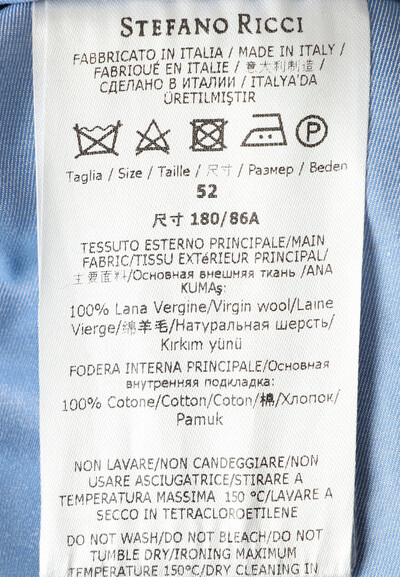 STEFANO RICCI
FABBRICATO IN ITALIA / MADE IN ITALY /
FABRIQUÉ EN ITALIE / 意大利制造 /
СДЕЛАНО В ИТАЛИИ / ITALYA'DA
ÜRETILMIŞTIR
P
Taglia / Size / Taille / 尺寸 / Размер / Beden
52
尺寸 180/86A
TESSUTO ESTERNO PRINCIPALE/MAIN
FABRIC/TISSU EXTéRIEUR PRINCIPAL/
主要面料/Основная внешняя ткань /ANA
KUMAş:
100% Lana Vergine/Virgin wool/Laine
Vierge/绵羊毛/Натуральная шерсть/
Kırkım yünü
FODERA INTERNA PRINCIPALE/Основная
внутренняя подкладка:
100% Cotone/Cotton/Coton/棉/Хлопок/
Pamuk
NON LAVARE/NON CANDEGGIARE/NON
USARE ASCIUGATRICE/STIRARE A
TEMPERATURA MASSIMA 150 °C/LAVARE A
SECCO IN TETRACLOROETILENE
DO NOT WASH/DO NOT BLEACH/DO NOT
TUMBLE DRY/IRONING MAXIMUM
TEMPERATURE 150°C/DRY CLEANING IN